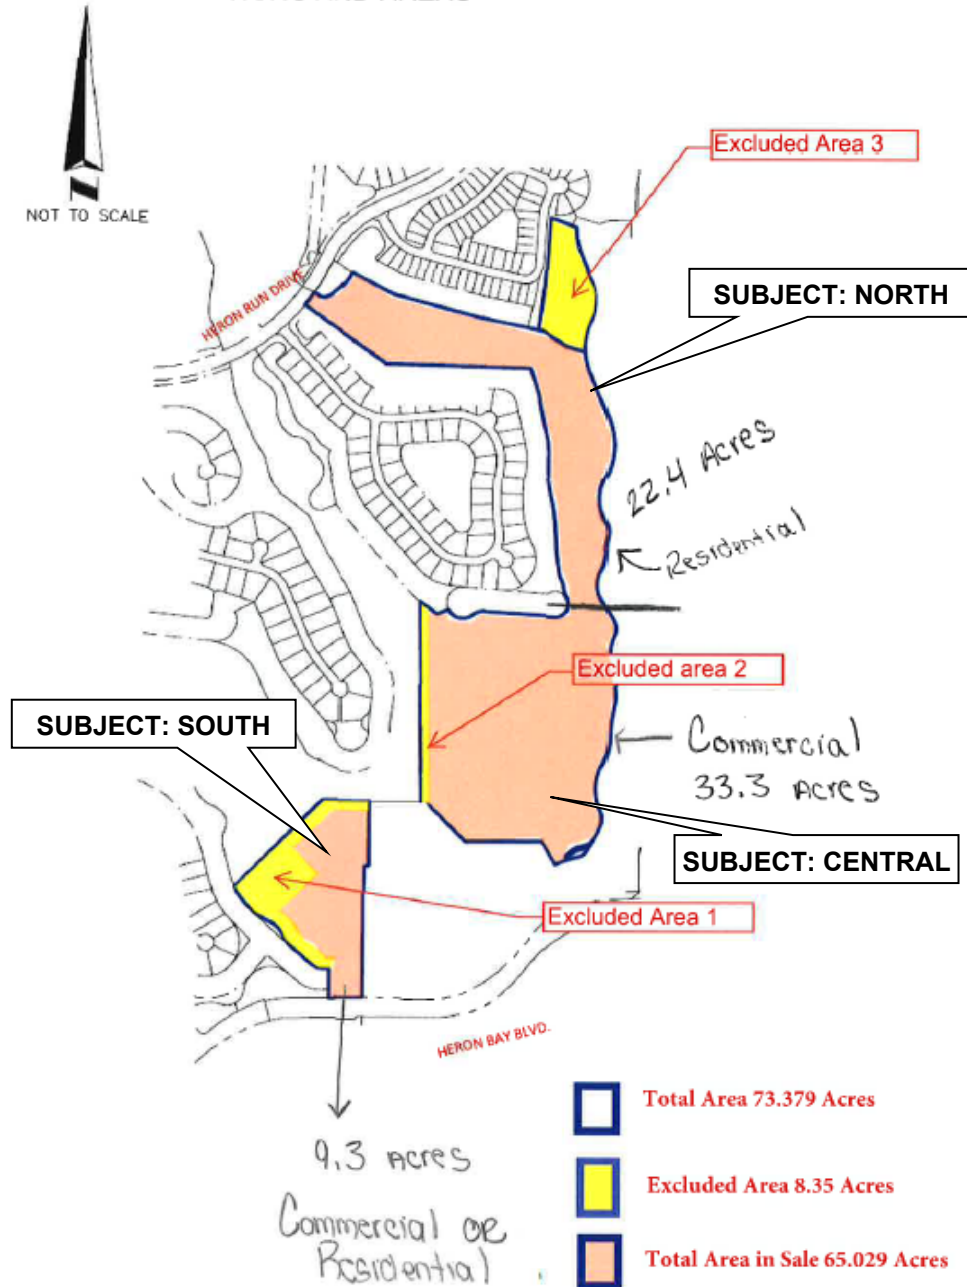 NOT TO SCALE
Excluded Area 3
SUBJECT: NORTH
HERON RUN DRIVE
22.4 Acres
Residential
Excluded area 2
SUBJECT: SOUTH
Commercial
33.3 Acres
SUBJECT: CENTRAL
Excluded Area 1
HERON BAY BLVD.
Total Area 73.379 Acres
9.3 Acres
Excluded Area 8.35 Acres
Commercial OR
Residential
Total Area in Sale 65.029 Acres